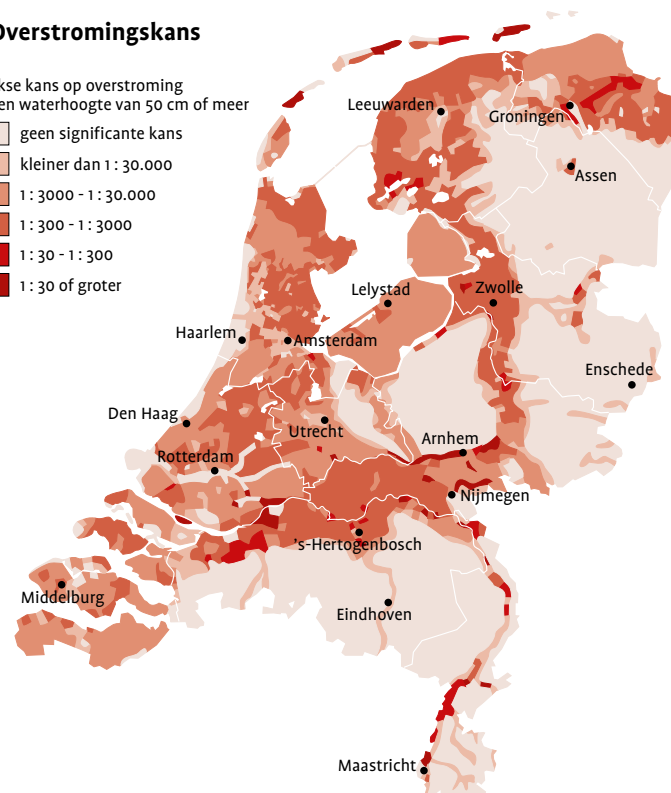 Overstromingskans
kse kans op overstroming
en waterhoogte van 50 cm of meer
geen significante kans
kleiner dan 1 : 30.000
1 : 3000 - 1 : 30.000
1 : 300 - 1 : 3000
1 : 30 - 1 : 300
1 : 30 of groter
Leeuwarden
Groningen
Assen
Lelystad
Zwolle
Haarlem
Amsterdam
Enschede
Den Haag
Utrecht
Arnhem
Rotterdam
Nijmegen
's-Hertogenbosch
Middelburg
Eindhoven
Maastricht